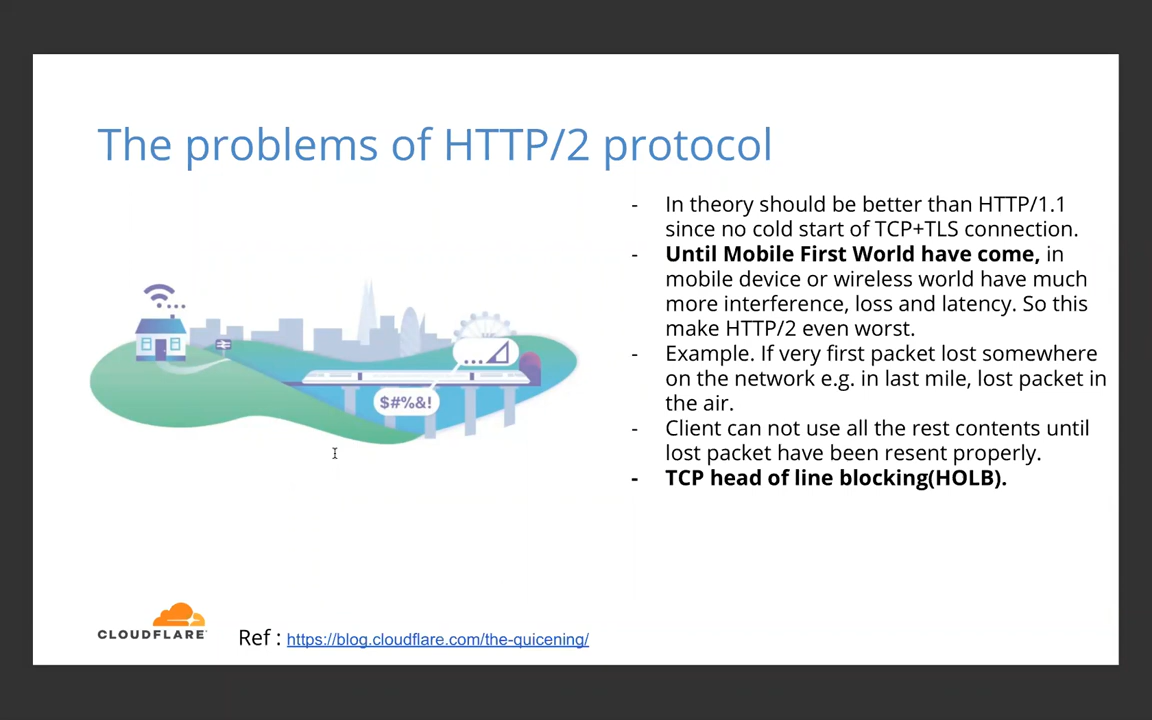 The problems of HTTP/2 protocol
- In theory should be better than HTTP/1.1
since no cold start of TCP+TLS connection.
- Until Mobile First World have come, in
mobile device or wireless world have much
more interference, loss and latency. So this
make HTTP/2 even worst.
- Example. If very first packet lost somewhere
on the network e.g. in last mile, lost packet in
the air.
- Client can not use all the rest contents until
lost packet have been resent properly.
- TCP head of line blocking(HOLB).
...
$#%&!
CLOUDFLARE
Ref : https://blog.cloudflare.com/the-quicening/